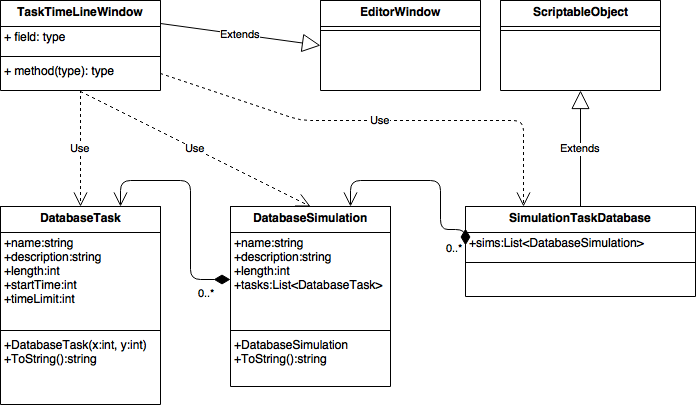 TaskTimeLineWindow
+ field: type
+ method(type): type
EditorWindow
ScriptableObject
Extends
Extends
Use
Use
Use
DatabaseTask
+name:string
+description:string
+length:int
+startTime:int
+timeLimit:int
+DatabaseTask(x:int, y:int)
+ToString():string
0..*
DatabaseSimulation
+name:string
+description:string
+length:int
+tasks:List<DatabaseTask>
+DatabaseSimulation
+ToString():string
0..*
SimulationTaskDatabase
+sims:List<DatabaseSimulation>